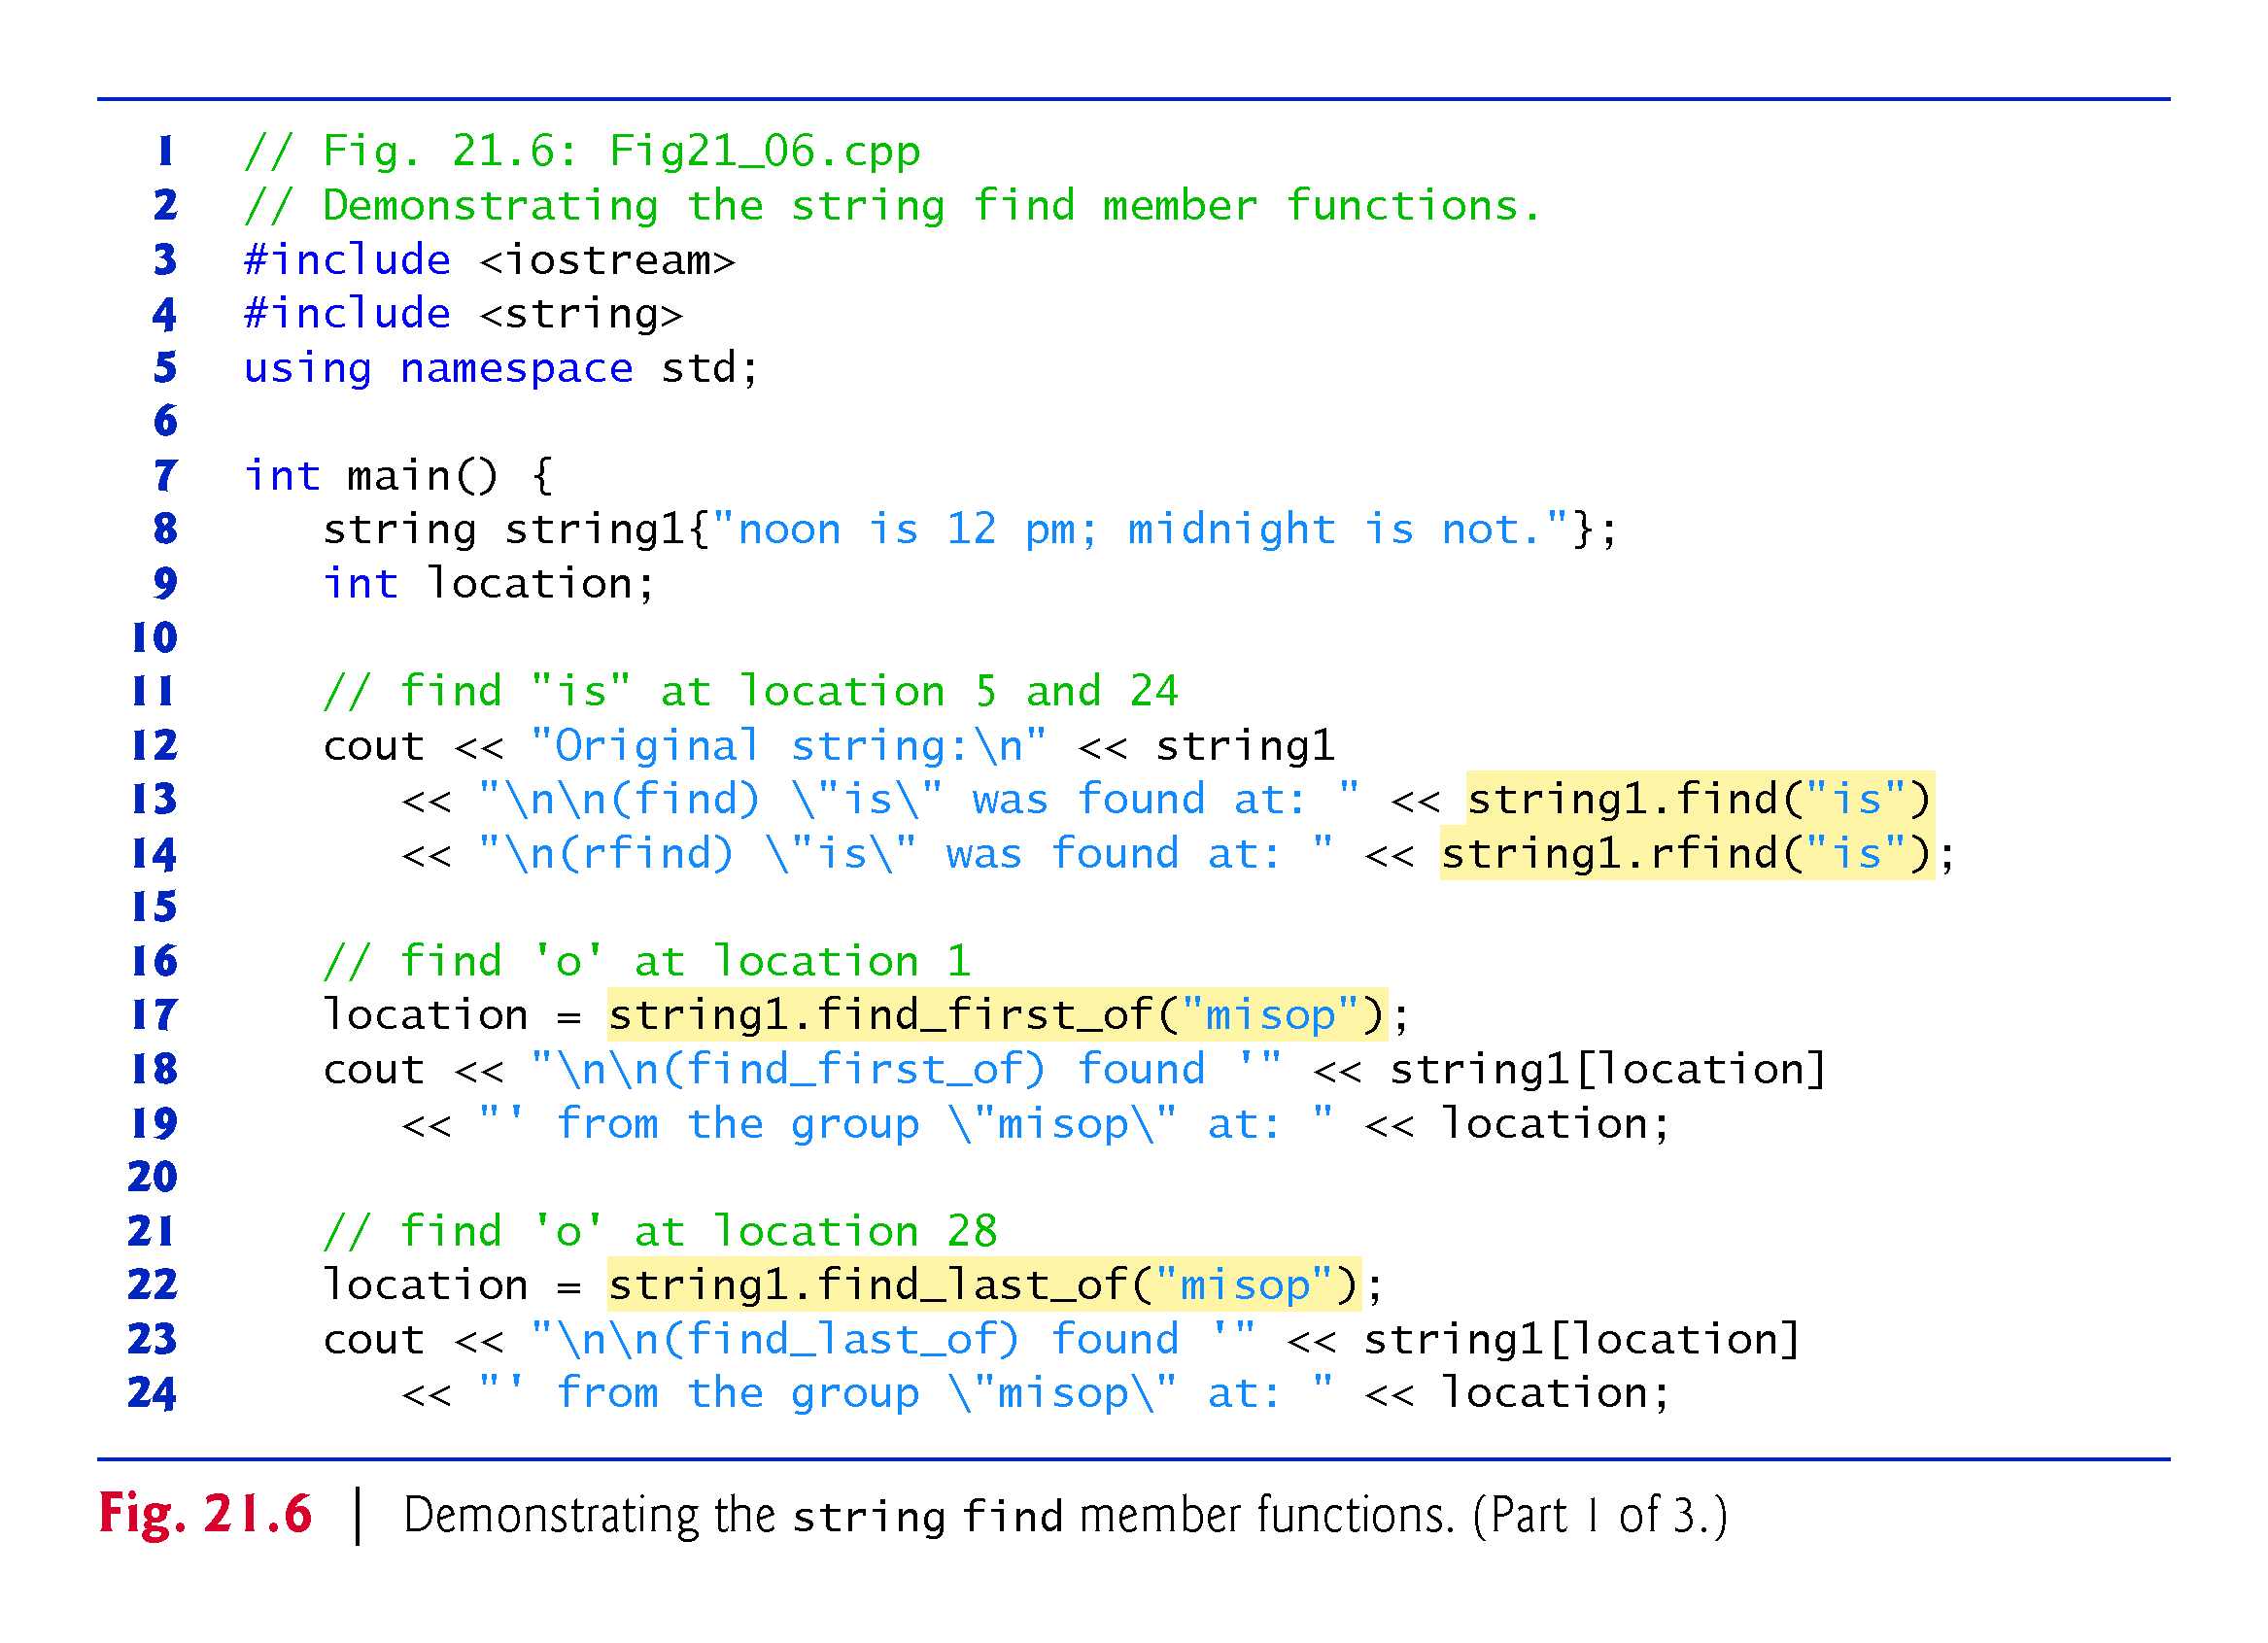 1 // Fig. 21.6: Fig21_06.cpp
2 // Demonstrating the string find member functions.
3 #include <iostream>
4 #include <string>
5 using namespace std;
6
7 int main() {
8    string string1{"noon is 12 pm; midnight is not."};
9    int location;
10
11    // find "is" at location 5 and 24
12    cout << "Original string:\n" << string1
13       << "\n\n(find) \"is\" was found at: " << string1.find("is")
14       << "\n(rfind) \"is\" was found at: " << string1.rfind("is");
15
16    // find 'o' at location 1
17    location = string1.find_first_of("misop");
18    cout << "\n\n(find_first_of) found '" << string1[location]
19       << "' from the group \"misop\" at: " << location;
20
21    // find 'o' at location 28
22    location = string1.find_last_of("misop");
23    cout << "\n\n(find_last_of) found '" << string1[location]
24       << "' from the group \"misop\" at: " << location;
Fig. 21.6 | Demonstrating the string find member functions. (Part 1 of 3.)